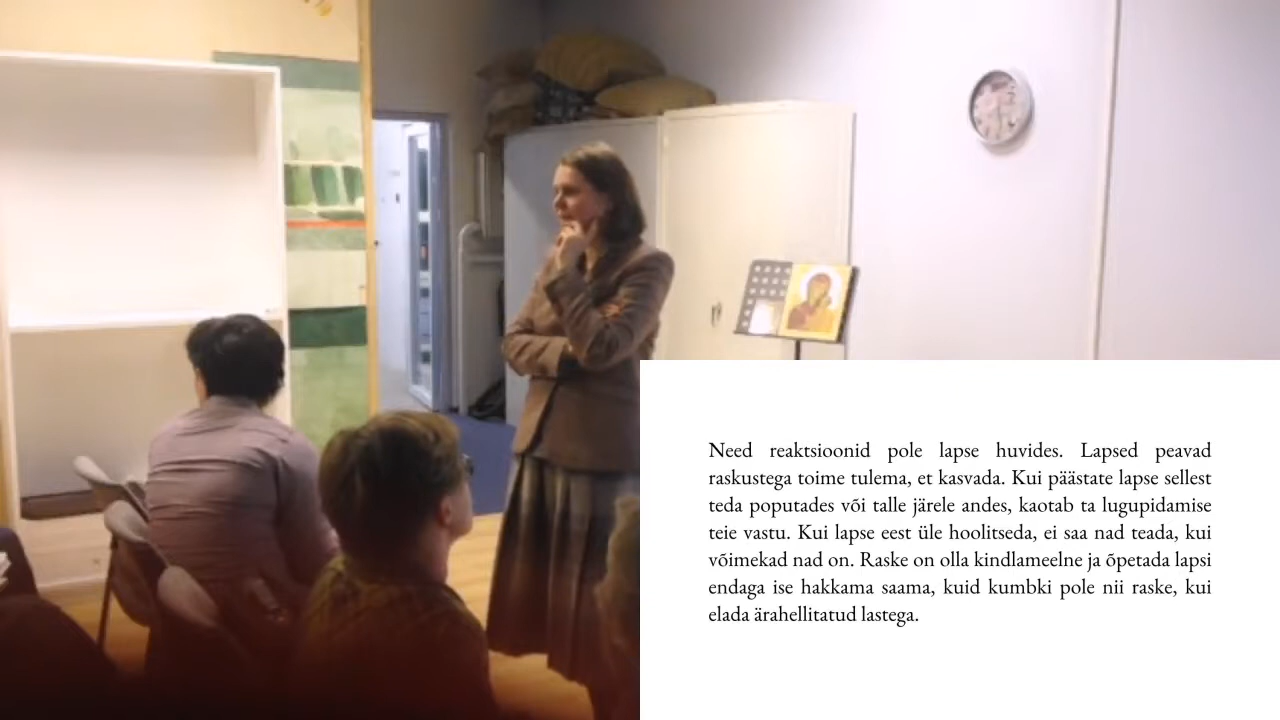 Need reaktsioonid pole lapse huvides. Lapsed peavad
raskustega toime tulema, et kasvada. Kui päästate lapse sellest
teda poputades või talle järele andes, kaotab ta lugupidamise
teie vastu. Kui lapse eest üle hoolitseda, ei saa nad teada, kui
võimekad nad on. Raske on olla kindlameelne ja õpetada lapsi
endaga ise hakkama saama, kuid kumbki pole nii raske, kui
elada ärahellitatud lastega.